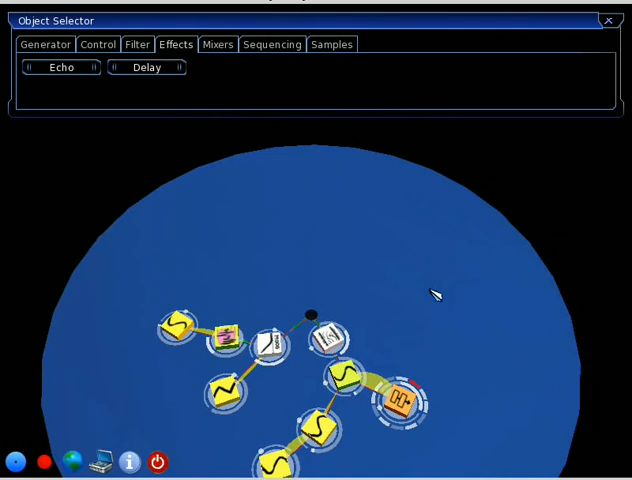 Object Selector
Generator Control Filter Effects Mixers Sequencing Samples
Echo Delay